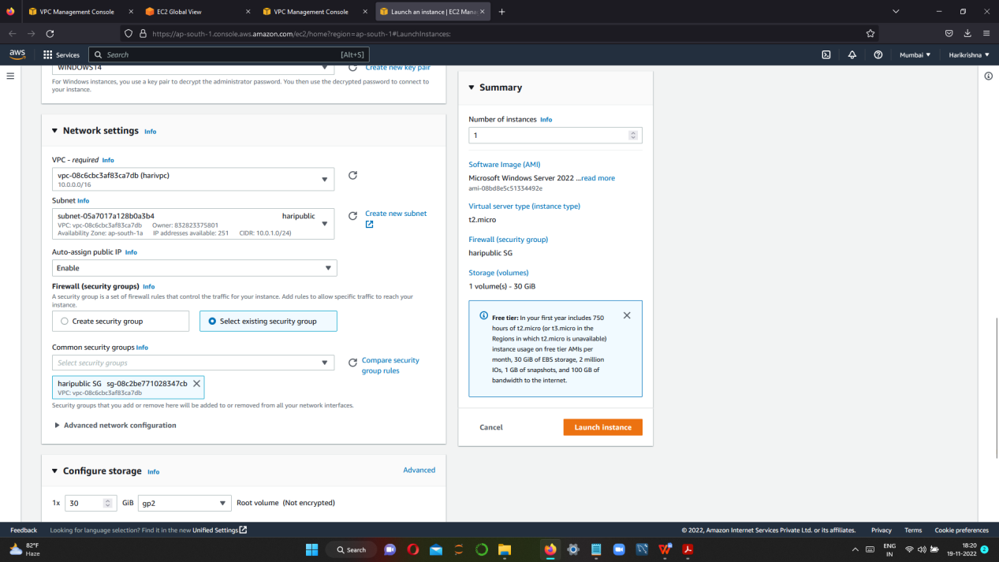 VPC Management Console
EC2 Global View
VPC Management Console
Launch an instance | EC2 Mana
https://ap-south-1.console.aws.amazon.com/ec2/home?region=ap-south-1#LaunchInstances:
aws
Services
Search
[Alt+S]
Mumbai
Harikrishna
WINDOWS14
Create new key pair
For Windows instances, you use a key pair to decrypt the administrator password. You then use the decrypted password to connect to
your instance.
Network settings Info
VPC - required Info
vpc-08c6cbc3af83ca7db (harivpc)
10.0.0.0/16
Subnet Info
subnet-05a7017a128b0a3b4 haripublic
VPC: vpc-08c6cbc3af83ca7db Owner: 832823375801
Availability Zone: ap-south-1a IP addresses available: 251 CIDR: 10.0.1.0/24)
Create new subnet
Auto-assign public IP Info
Enable
Firewall (security groups) Info
A security group is a set of firewall rules that control the traffic for your instance. Add rules to allow specific traffic to reach your
instance.
Create security group
Select existing security group
Common security groups Info
Select security groups
Compare security
group rules
haripublic SG sg-08c2be771028347cb
VPC: vpc-08c6cbc3af83ca7db
Security groups that you add or remove here will be added to or removed from all your network interfaces.
Advanced network configuration
Configure storage Info
Advanced
1x 30 GiB gp2 Root volume (Not encrypted)
Summary
Number of instances Info
1
Software Image (AMI)
Microsoft Windows Server 2022 ...read more
ami-08bd8e5c51334492e
Virtual server type (instance type)
t2.micro
Firewall (security group)
haripublic SG
Storage (volumes)
1 volume(s) - 30 GiB
Free tier: In your first year includes 750
hours of t2.micro (or t3.micro in the
Regions in which t2.micro is unavailable)
instance usage on free tier AMIs per
month, 30 GiB of EBS storage, 2 million
IOs, 1 GB of snapshots, and 100 GB of
bandwidth to the internet.
Cancel
Launch instance
Feedback
Looking for language selection? Find it in the new Unified Settings
© 2022, Amazon Internet Services Private Ltd. or its affiliates.
Privacy
Terms
Cookie preferences
82°F
Haze
Search
ENG
IN
18:20
19-11-2022
2